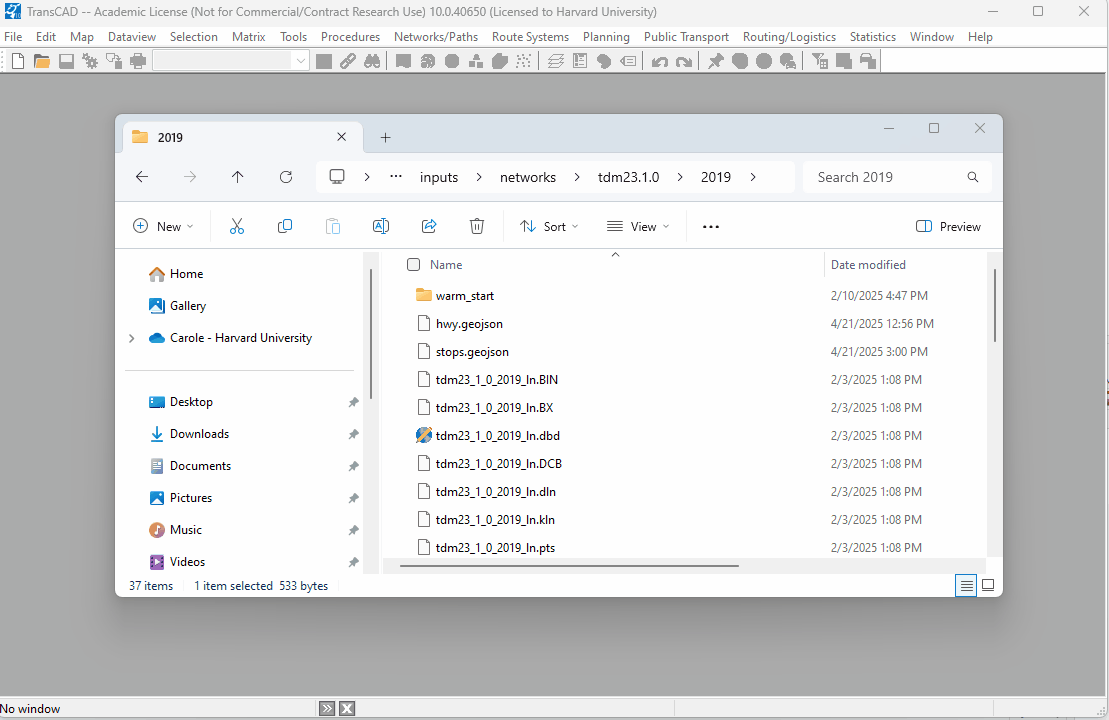 TransCAD -- Academic License (Not for Commercial/Contract Research Use) 10.0.40650 (Licensed to Harvard University)
File Edit Map Dataview Selection Matrix Tools Procedures Networks/Paths Route Systems Planning Public Transport Routing/Logistics Statistics Window Help
2019
inputs networks tdm23.1.0 2019 Search 2019
New Sort View Preview
Name Date modified
Home
Gallery
Carole - Harvard University
Desktop
Downloads
Documents
Pictures
Music
Videos
warm_start 2/10/2025 4:47 PM
hwy.geojson 4/21/2025 12:56 PM
stops.geojson 4/21/2025 3:00 PM
tdm23_1_0_2019_ln.BIN 2/3/2025 1:08 PM
tdm23_1_0_2019_ln.BX 2/3/2025 1:08 PM
tdm23_1_0_2019_ln.dbd 2/3/2025 1:08 PM
tdm23_1_0_2019_ln.DCB 2/3/2025 1:08 PM
tdm23_1_0_2019_ln.dln 2/3/2025 1:08 PM
tdm23_1_0_2019_ln.kln 2/3/2025 1:08 PM
tdm23_1_0_2019_ln.pts 2/3/2025 1:08 PM
37 items 1 item selected 533 bytes
No window